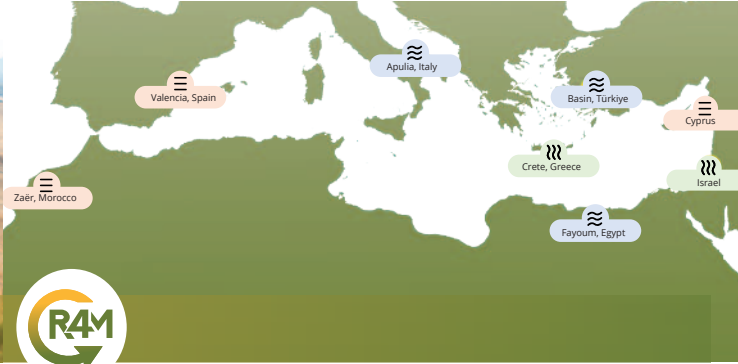 Apulia, Italy
Valencia, Spain
Basin, Türkiye
Cyprus
Crete, Greece
Israel
Zaër, Morocco
Fayoum, Egypt
R4M